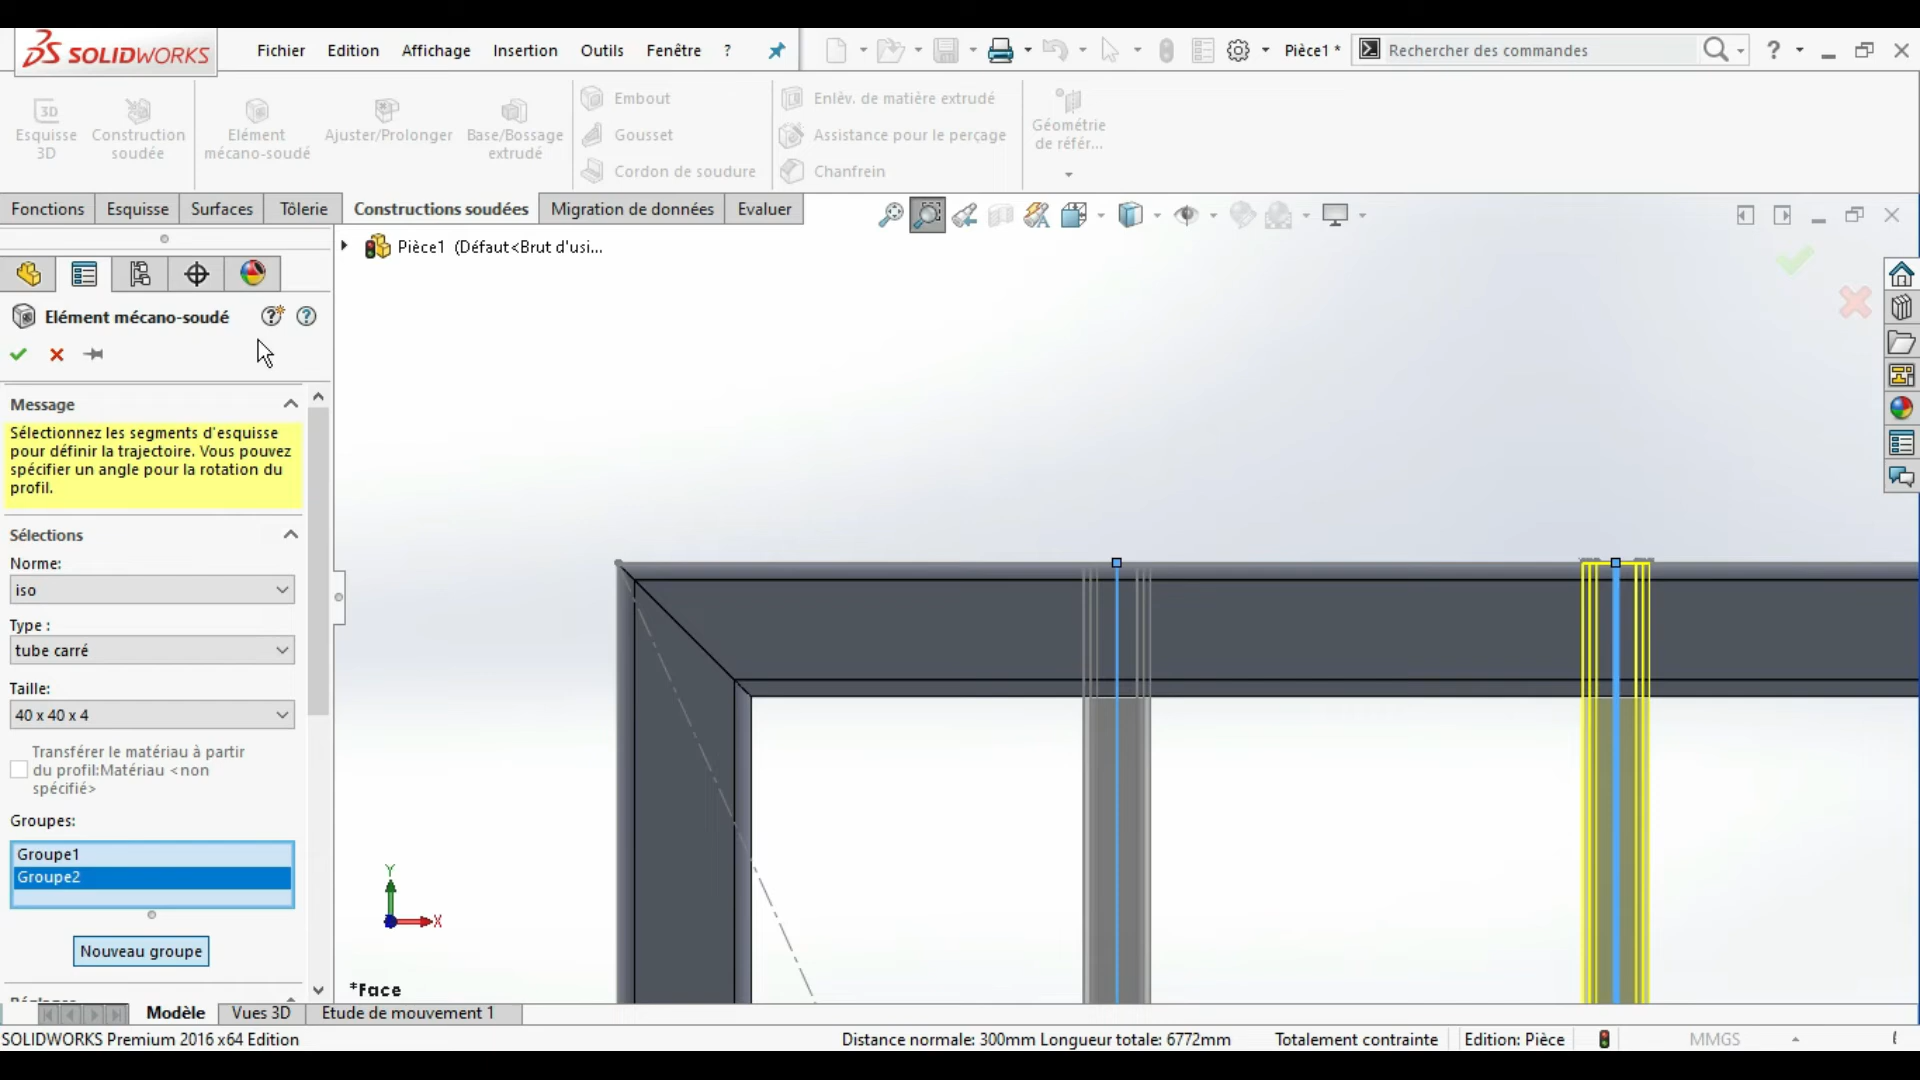 SOLIDWORKS
Fichier Edition Affichage Insertion Outils Fenêtre ?
Pièce1 *
Rechercher des commandes
?
3D
Esquisse
3D
Construction
soudée
Elément
mécano-soudé
Ajuster/Prolonger
Base/Bossage
extrudé
Embout
Gousset
Cordon de soudure
Enlèv. de matière extrudé
Assistance pour le perçage
Chanfrein
Géométrie
de référ...
Fonctions Esquisse Surfaces Tôlerie Constructions soudées Migration de données Evaluer
Pièce1 (Défaut<Brut d'usi...
Elément mécano-soudé
Message
Sélectionnez les segments d'esquisse
pour définir la trajectoire. Vous pouvez
spécifier un angle pour la rotation du
profil.
Sélections
Norme:
iso
Type :
tube carré
Taille:
40 x 40 x 4
Transférer le matériau à partir
du profil:Matériau <non
spécifié>
Groupes:
Groupe1
Groupe2
Nouveau groupe
Y
X
*Face
Modèle Vues 3D Etude de mouvement 1
SOLIDWORKS Premium 2016 x64 Edition
Distance normale: 300mm Longueur totale: 6772mm
Totalement contrainte
Edition: Pièce
MMGS